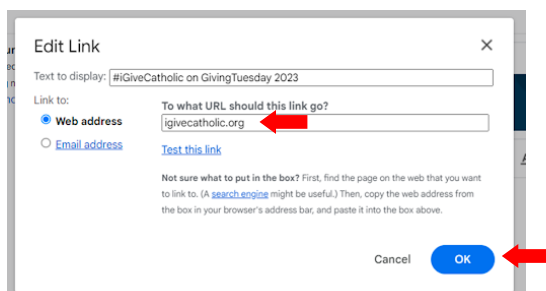 Edit Link
Text to display: #iGiveCatholic on GivingTuesday 2023
Link to:
To what URL should this link go?
Web address
igivecatholic.org
Email address
Test this link
Not sure what to put in the box? First, find the page on the web that you want
to link to. (A search engine might be useful.) Then, copy the web address from
the box in your browser's address bar, and paste it into the box above.
Cancel OK